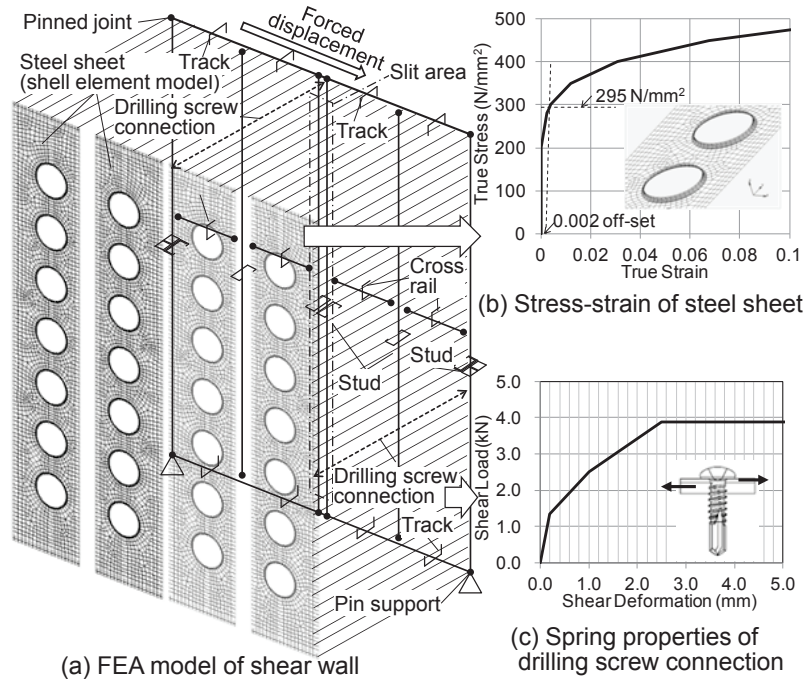 Pinned joint
Track
Forced
displacement
Steel sheet
(shell element model)
Slit area
Drilling screw
connection
Track
Cross
rail
Stud
Stud
Drilling screw
connection
Track
Pin support
(a) FEA model of shear wall
True Stress (N/mm²)
500
400
300
200
100
0
295 N/mm²
0.002 off-set
0
0.02
0.04
0.06
0.08
0.1
True Strain
(b) Stress-strain of steel sheet
Shear Load(kN)
5.0
4.0
3.0
2.0
1.0
0.0
0.0
1.0
2.0
3.0
4.0
5.0
Shear Deformation (mm)
(c) Spring properties of
drilling screw connection